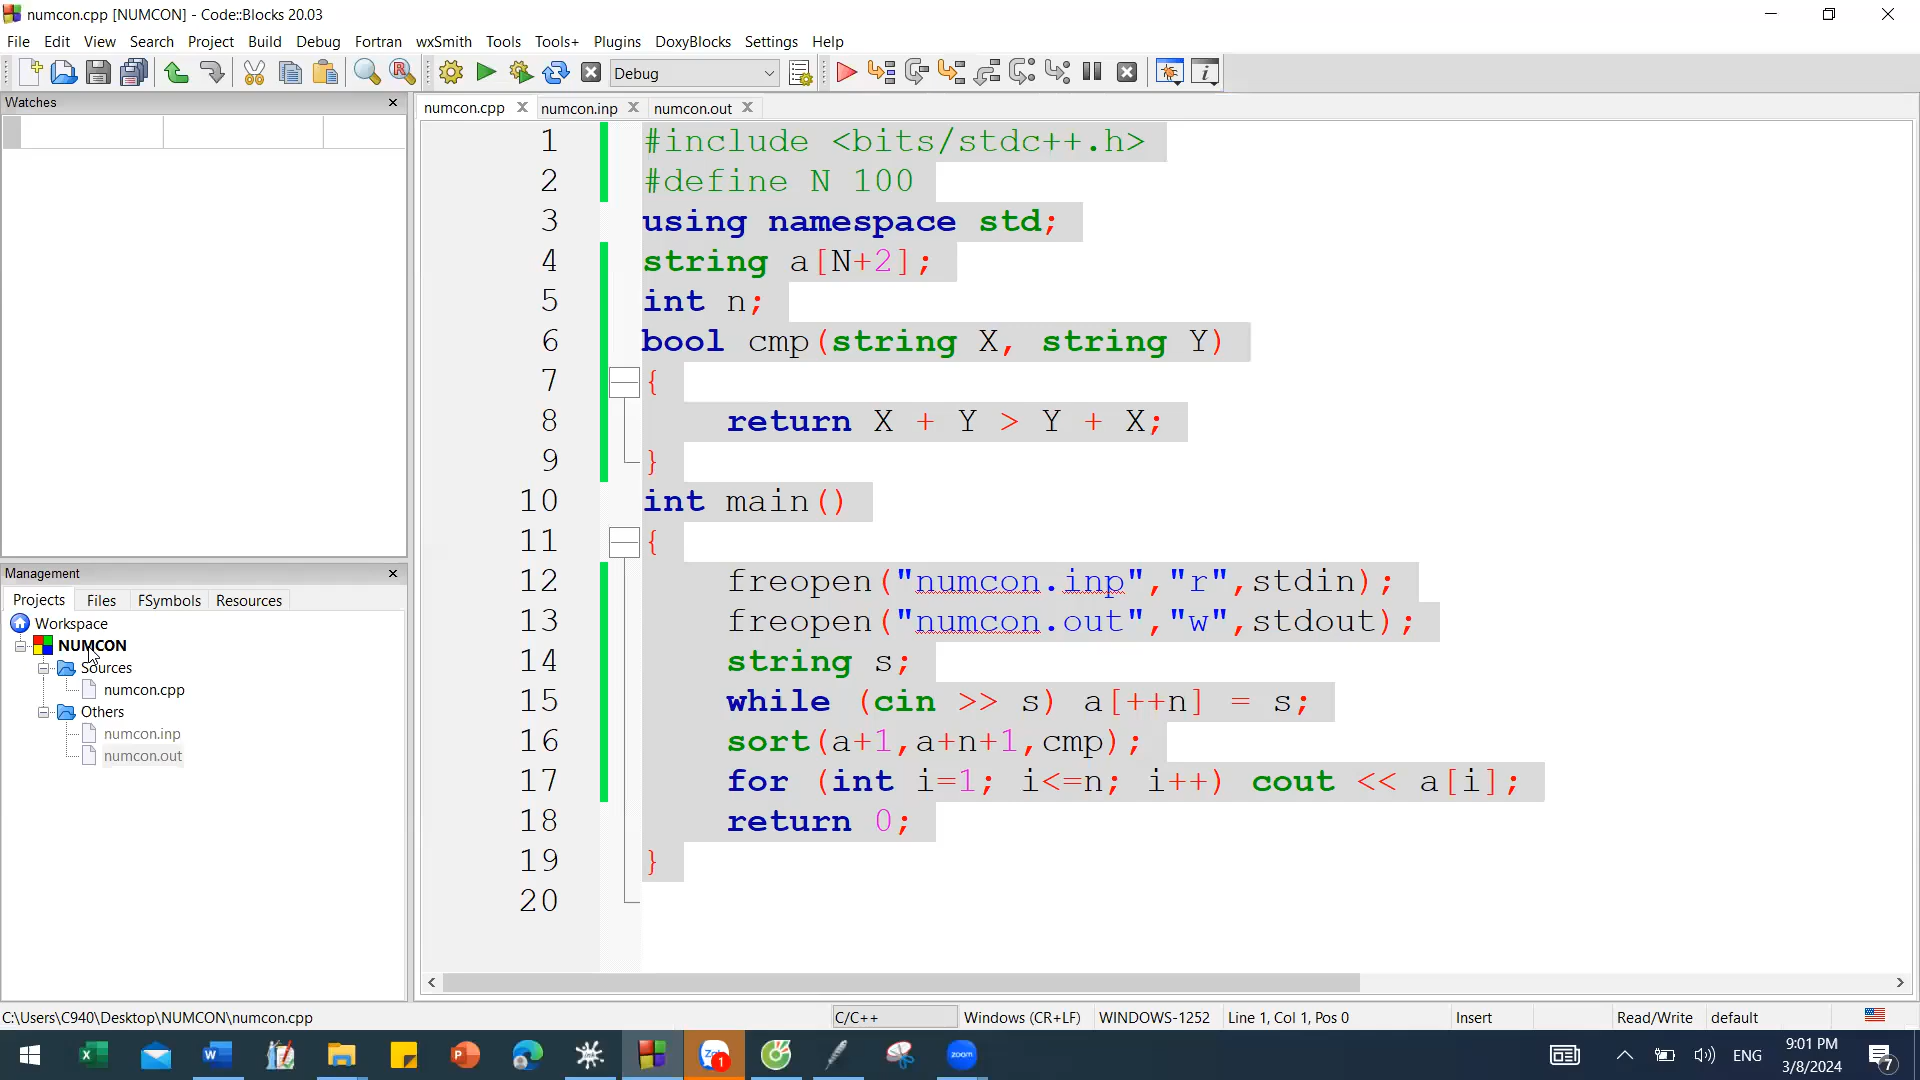 numcon.cpp [NUMCON] - Code::Blocks 20.03
File Edit View Search Project Build Debug Fortran wxSmith Tools Tools+ Plugins DoxyBlocks Settings Help
Debug
Watches
numcon.cpp numcon.inp numcon.out
1 #include <bits/stdc++.h>
2 #define N 100
3 using namespace std;
4 string a[N+2];
5 int n;
6 bool cmp(string X, string Y)
7 {
8 return X + Y > Y + X;
9 }
10 int main()
11 {
12 freopen("numcon.inp","r",stdin);
13 freopen("numcon.out","w",stdout);
14 string s;
15 while (cin >> s) a[++n] = s;
16 sort(a+1,a+n+1,cmp);
17 for (int i=1; i<=n; i++) cout << a[i];
18 return 0;
19 }
20
Management
Projects Files FSymbols Resources
Workspace
NUMCON
Sources
numcon.cpp
Others
numcon.inp
numcon.out
C:\Users\C940\Desktop\NUMCON\numcon.cpp C/C++ Windows (CR+LF) WINDOWS-1252 Line 1, Col 1, Pos 0 Insert Read/Write default
zoom
1
ENG
9:01 PM
3/8/2024
7